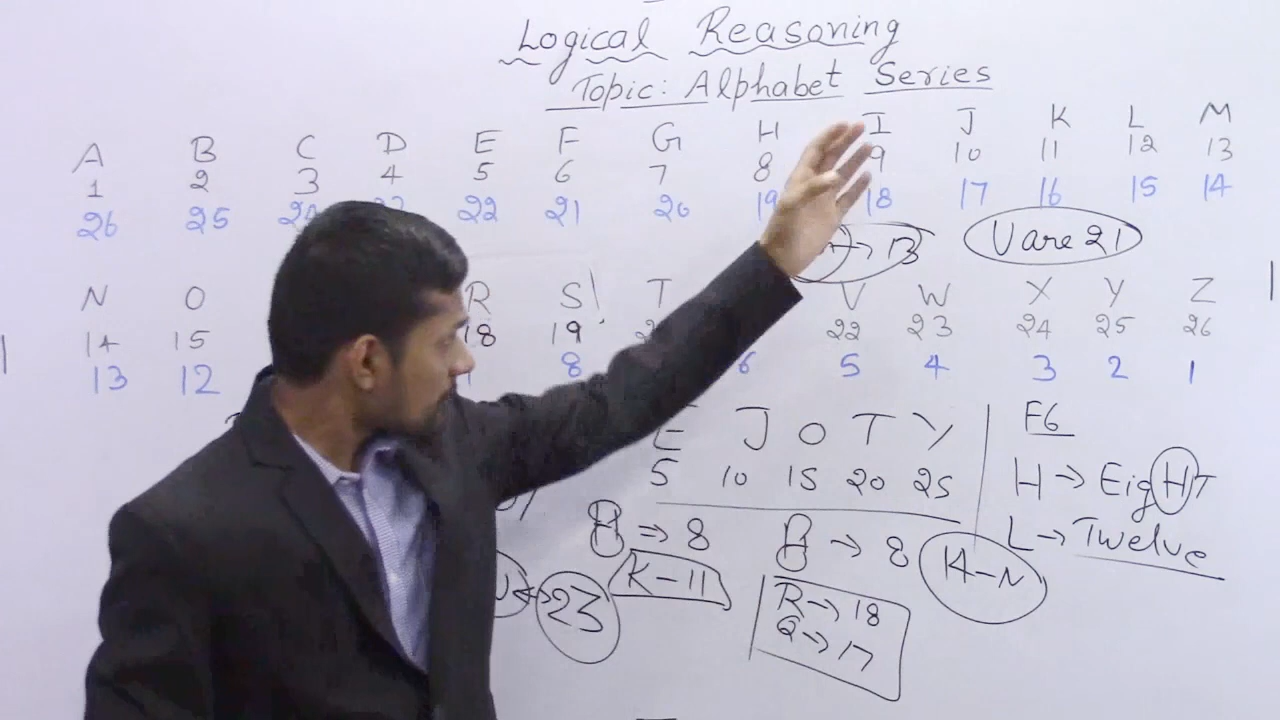 Logical Reasoning
Topic: Alphabet Series
A B C D E F G H I J K L M
1 2 3 4 5 6 7 8 9 10 11 12 13
26 25 24 22 21 20 19 18 17 16 15 14
→ 13 U are 21
N O R S! T V W X Y Z
14 15 18 19 22 23 24 25 26
13 12 8 6 5 4 3 2 1
E J O T Y F6
5 10 15 20 25 H → EigHT
H ⇒ 8 B → 8 L → Twelve
23 K-11 14-N
R → 18
Q → 17